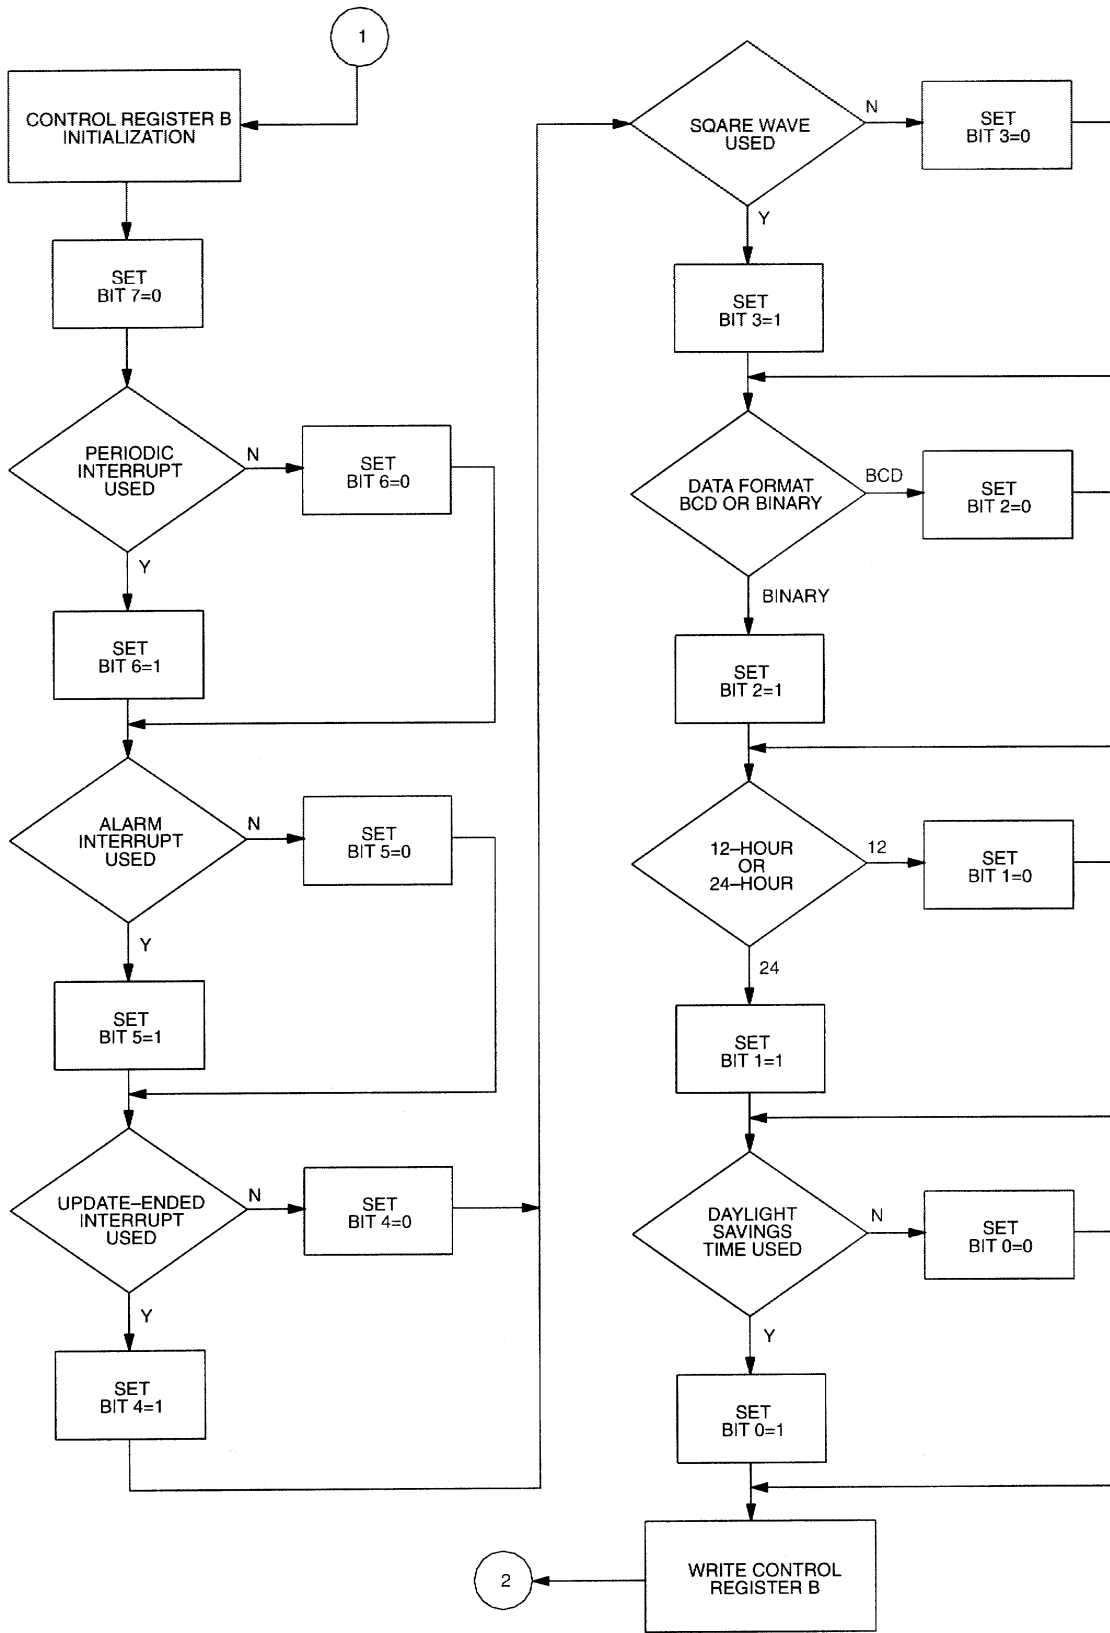 1
CONTROL REGISTER B
INITIALIZATION
SET
BIT 7=0
PERIODIC
INTERRUPT
USED
N
SET
BIT 6=0
Y
SET
BIT 6=1
ALARM
INTERRUPT
USED
N
SET
BIT 5=0
Y
SET
BIT 5=1
UPDATE–ENDED
INTERRUPT
USED
N
SET
BIT 4=0
Y
SET
BIT 4=1
SQARE WAVE
USED
N
SET
BIT 3=0
Y
SET
BIT 3=1
DATA FORMAT
BCD OR BINARY
BCD
SET
BIT 2=0
BINARY
SET
BIT 2=1
12–HOUR
OR
24–HOUR
12
SET
BIT 1=0
24
SET
BIT 1=1
DAYLIGHT
SAVINGS
TIME USED
N
SET
BIT 0=0
Y
SET
BIT 0=1
WRITE CONTROL
REGISTER B
2